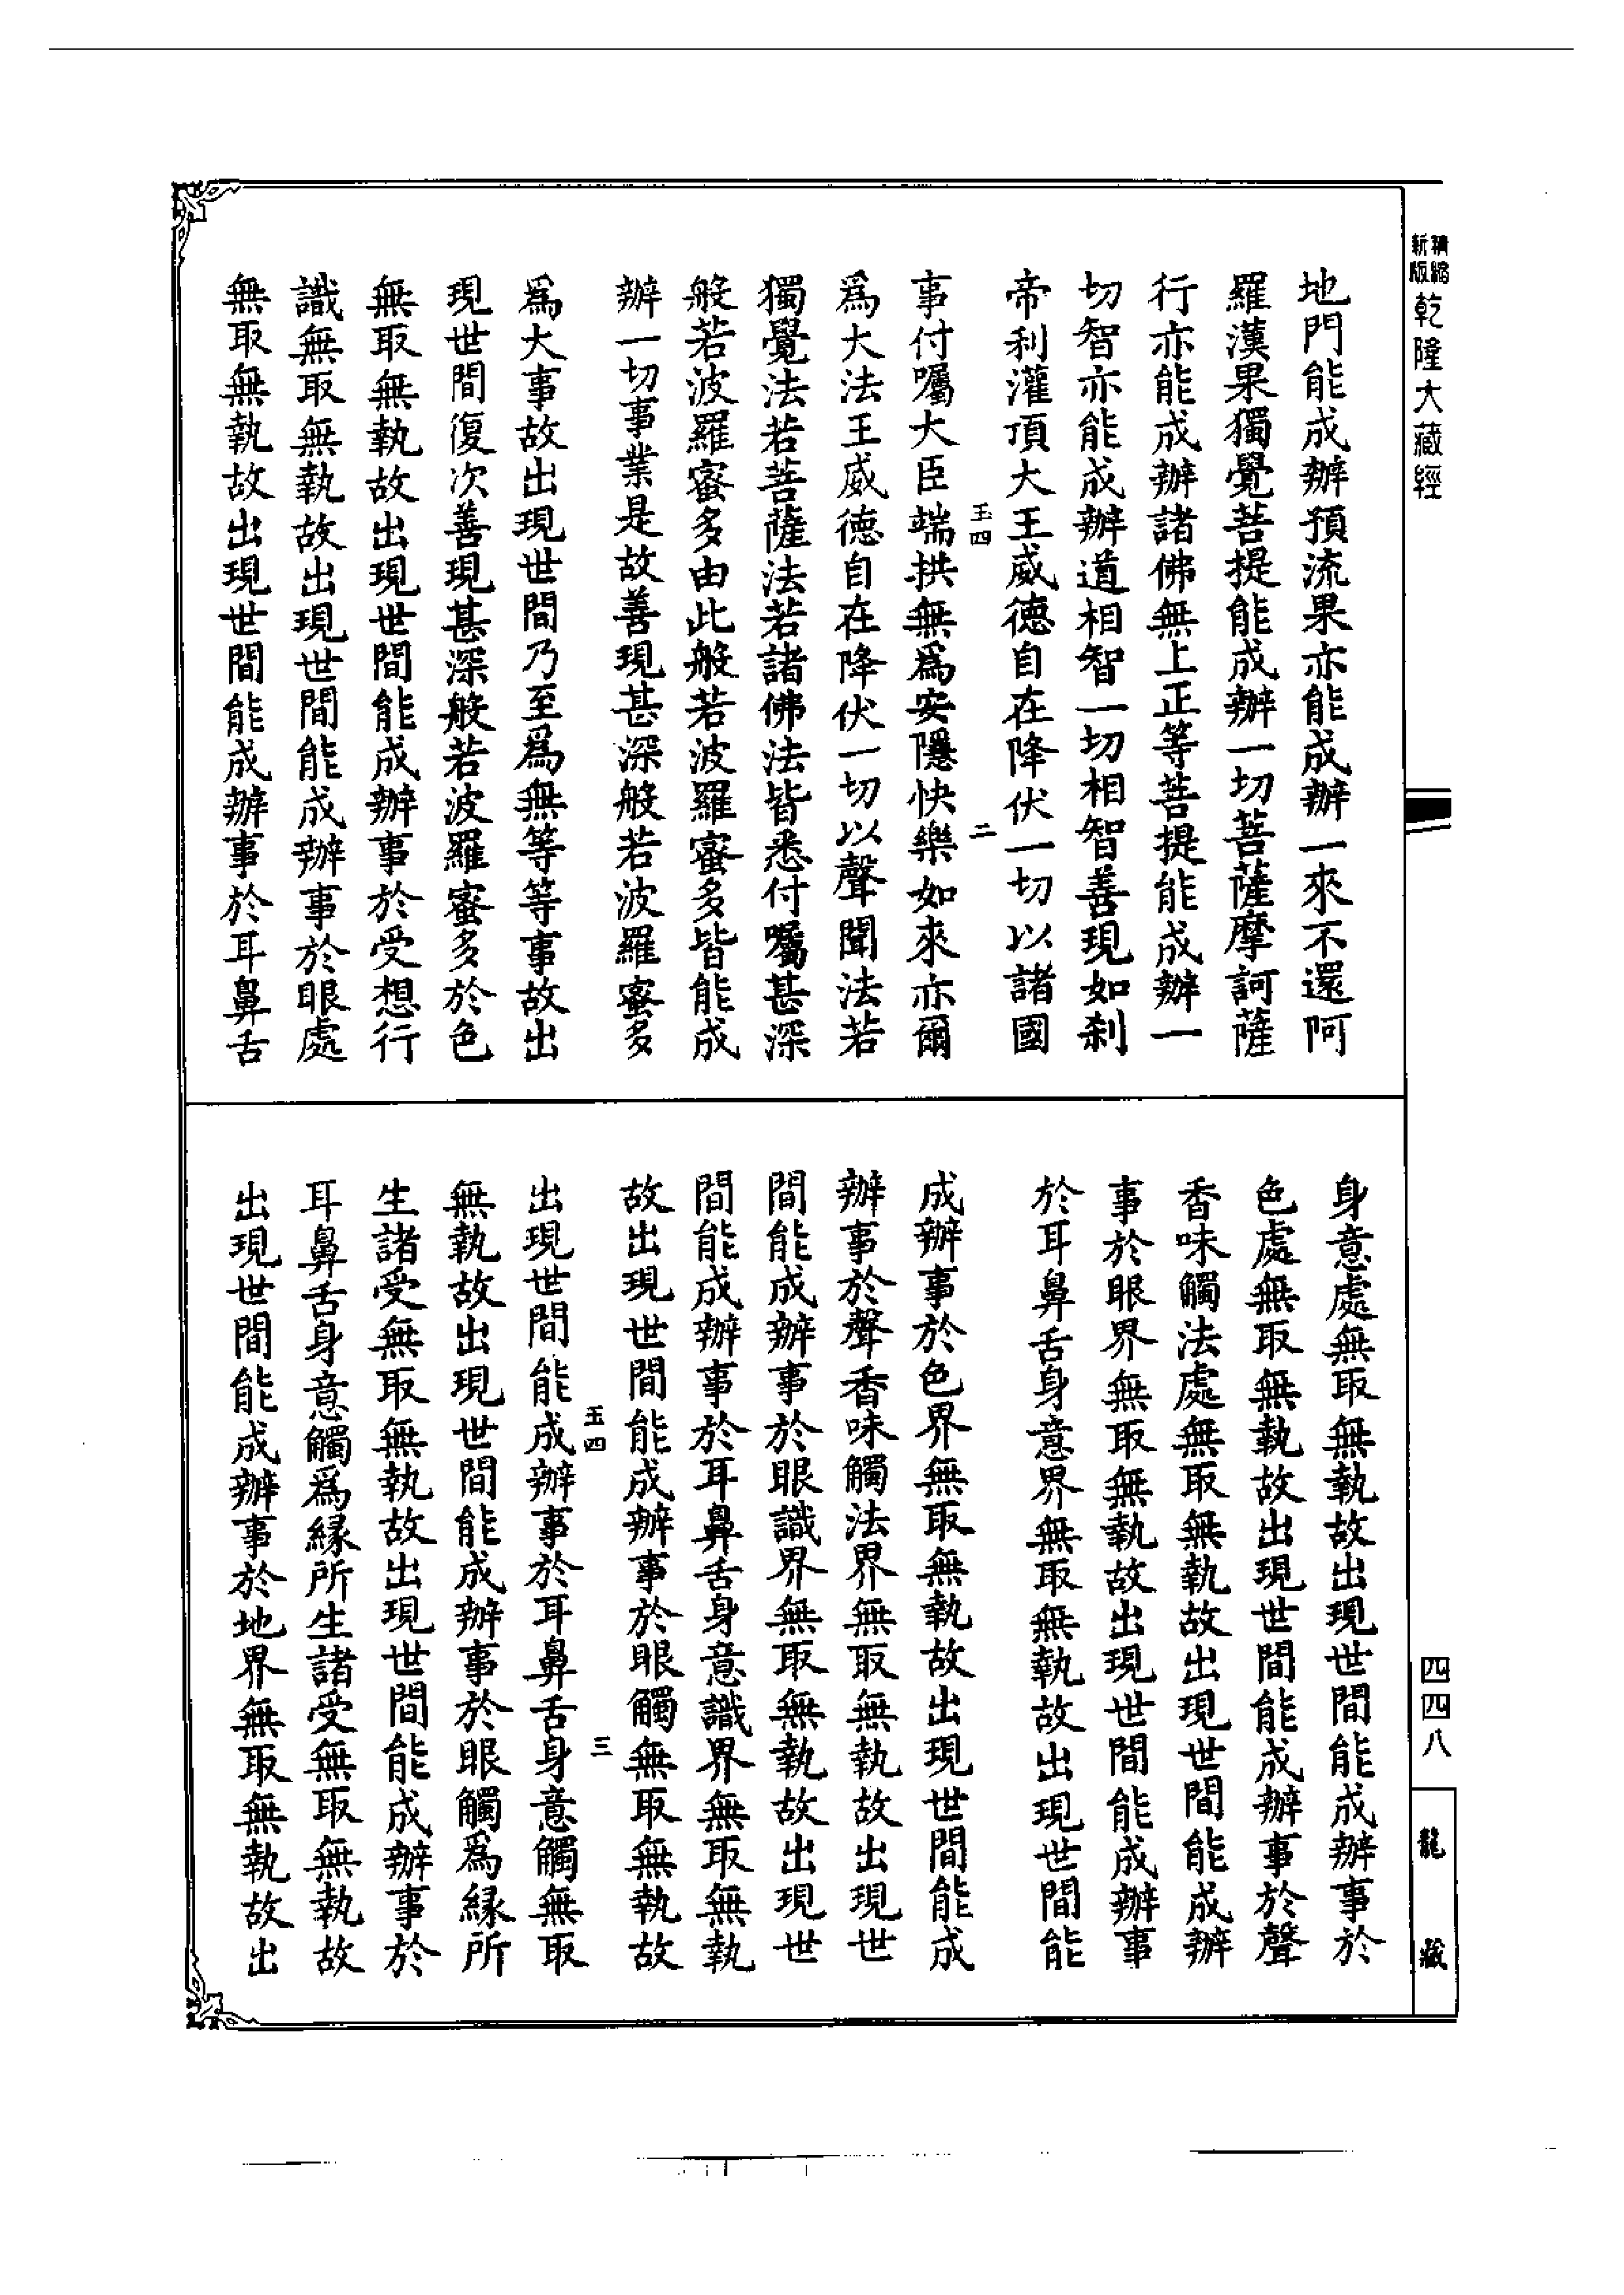 精縮
新版
乾隆大藏經
地門能成辦預流果亦能成辦一來不還阿
羅漢果獨覺菩提能成辦一切菩薩摩訶薩
行亦能成辦諸佛無上正等菩提能成辦一
切智亦能成辦道相智一切相智善現如刹
帝利灌頂大王威德自在降伏一切以諸國
玉四 二
事付囑大臣端拱無爲安隱快樂如來亦爾
爲大法王威德自在降伏一切以聲聞法若
獨覺法若菩薩法若諸佛法皆悉付囑甚深
般若波羅蜜多由此般若波羅蜜多皆能成
辦一切事業是故善現甚深般若波羅蜜多
爲大事故出現世間乃至爲無等等事故出
現世間復次善現甚深般若波羅蜜多於色
無取無執故出現世間能成辦事於受想行
識無取無執故出現世間能成辦事於眼處
無取無執故出現世間能成辦事於耳鼻舌
身意處無取無執故出現世間能成辦事於
色處無取無執故出現世間能成辦事於聲
香味觸法處無取無執故出現世間能成辦
事於眼界無取無執故出現世間能成辦事
於耳鼻舌身意界無取無執故出現世間能
成辦事於色界無取無執故出現世間能成
辦事於聲香味觸法界無取無執故出現世
間能成辦事於眼識界無取無執故出現世
間能成辦事於耳鼻舌身意識界無取無執
故出現世間能成辦事於眼觸無取無執故
玉四 三
出現世間能成辦事於耳鼻舌身意觸無取
無執故出現世間能成辦事於眼觸爲緣所
生諸受無取無執故出現世間能成辦事於
耳鼻舌身意觸爲緣所生諸受無取無執故
出現世間能成辦事於地界無取無執故出
四四八
龍藏